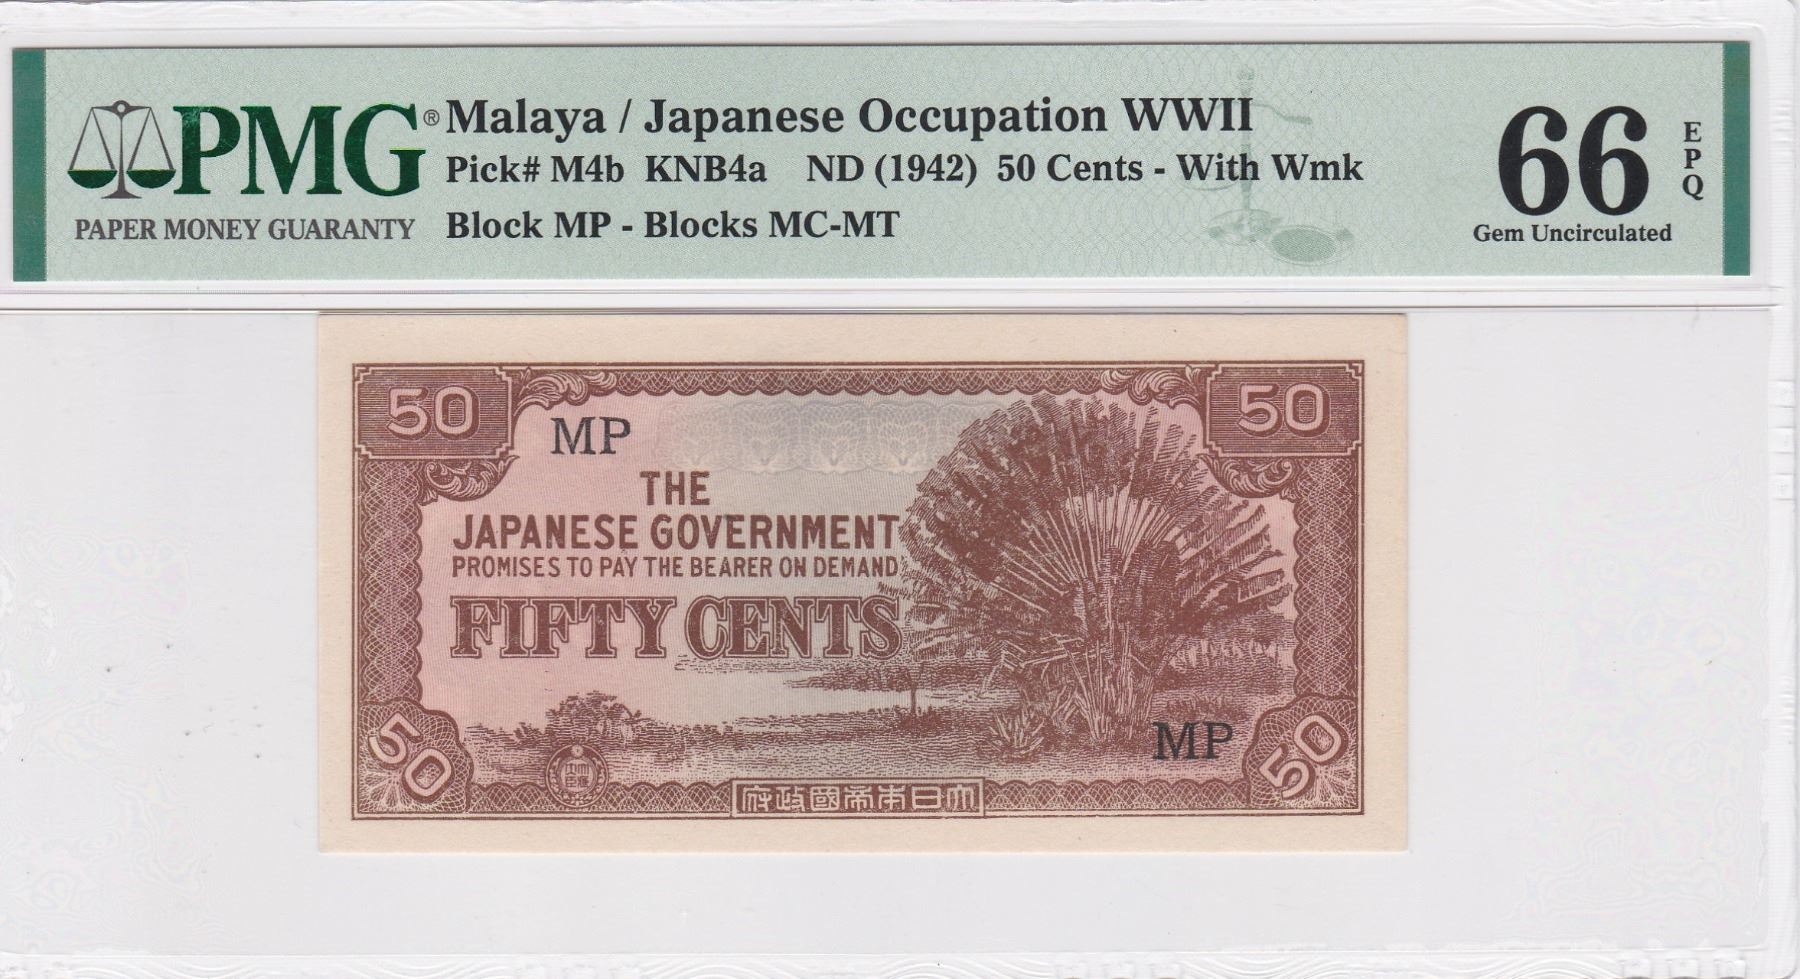 PMG®
PAPER MONEY GUARANTY
Malaya / Japanese Occupation WWII
Pick# M4b KNB4a ND (1942) 50 Cents - With Wmk
Block MP - Blocks MC-MT
66 EPQ
Gem Uncirculated
50 50
MP
THE
JAPANESE GOVERNMENT
PROMISES TO PAY THE BEARER ON DEMAND
FIFTY CENTS
MP
50 50
府政國帝本日大